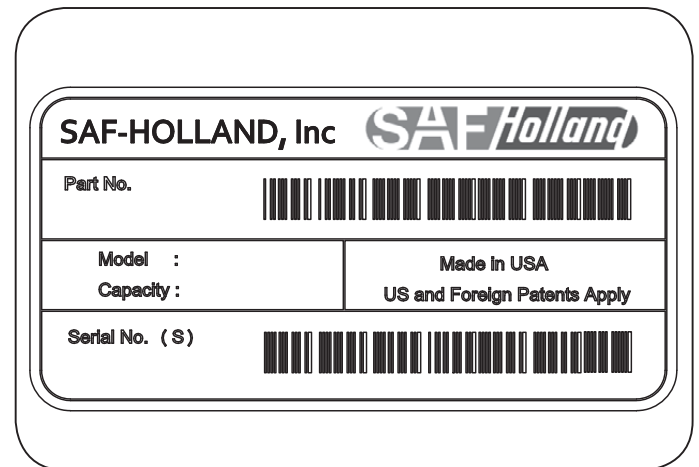 SAF-HOLLAND, Inc SAF Holland
Part No.
Model :
Capacity :
Made in USA
US and Foreign Patents Apply
Serial No. (S)